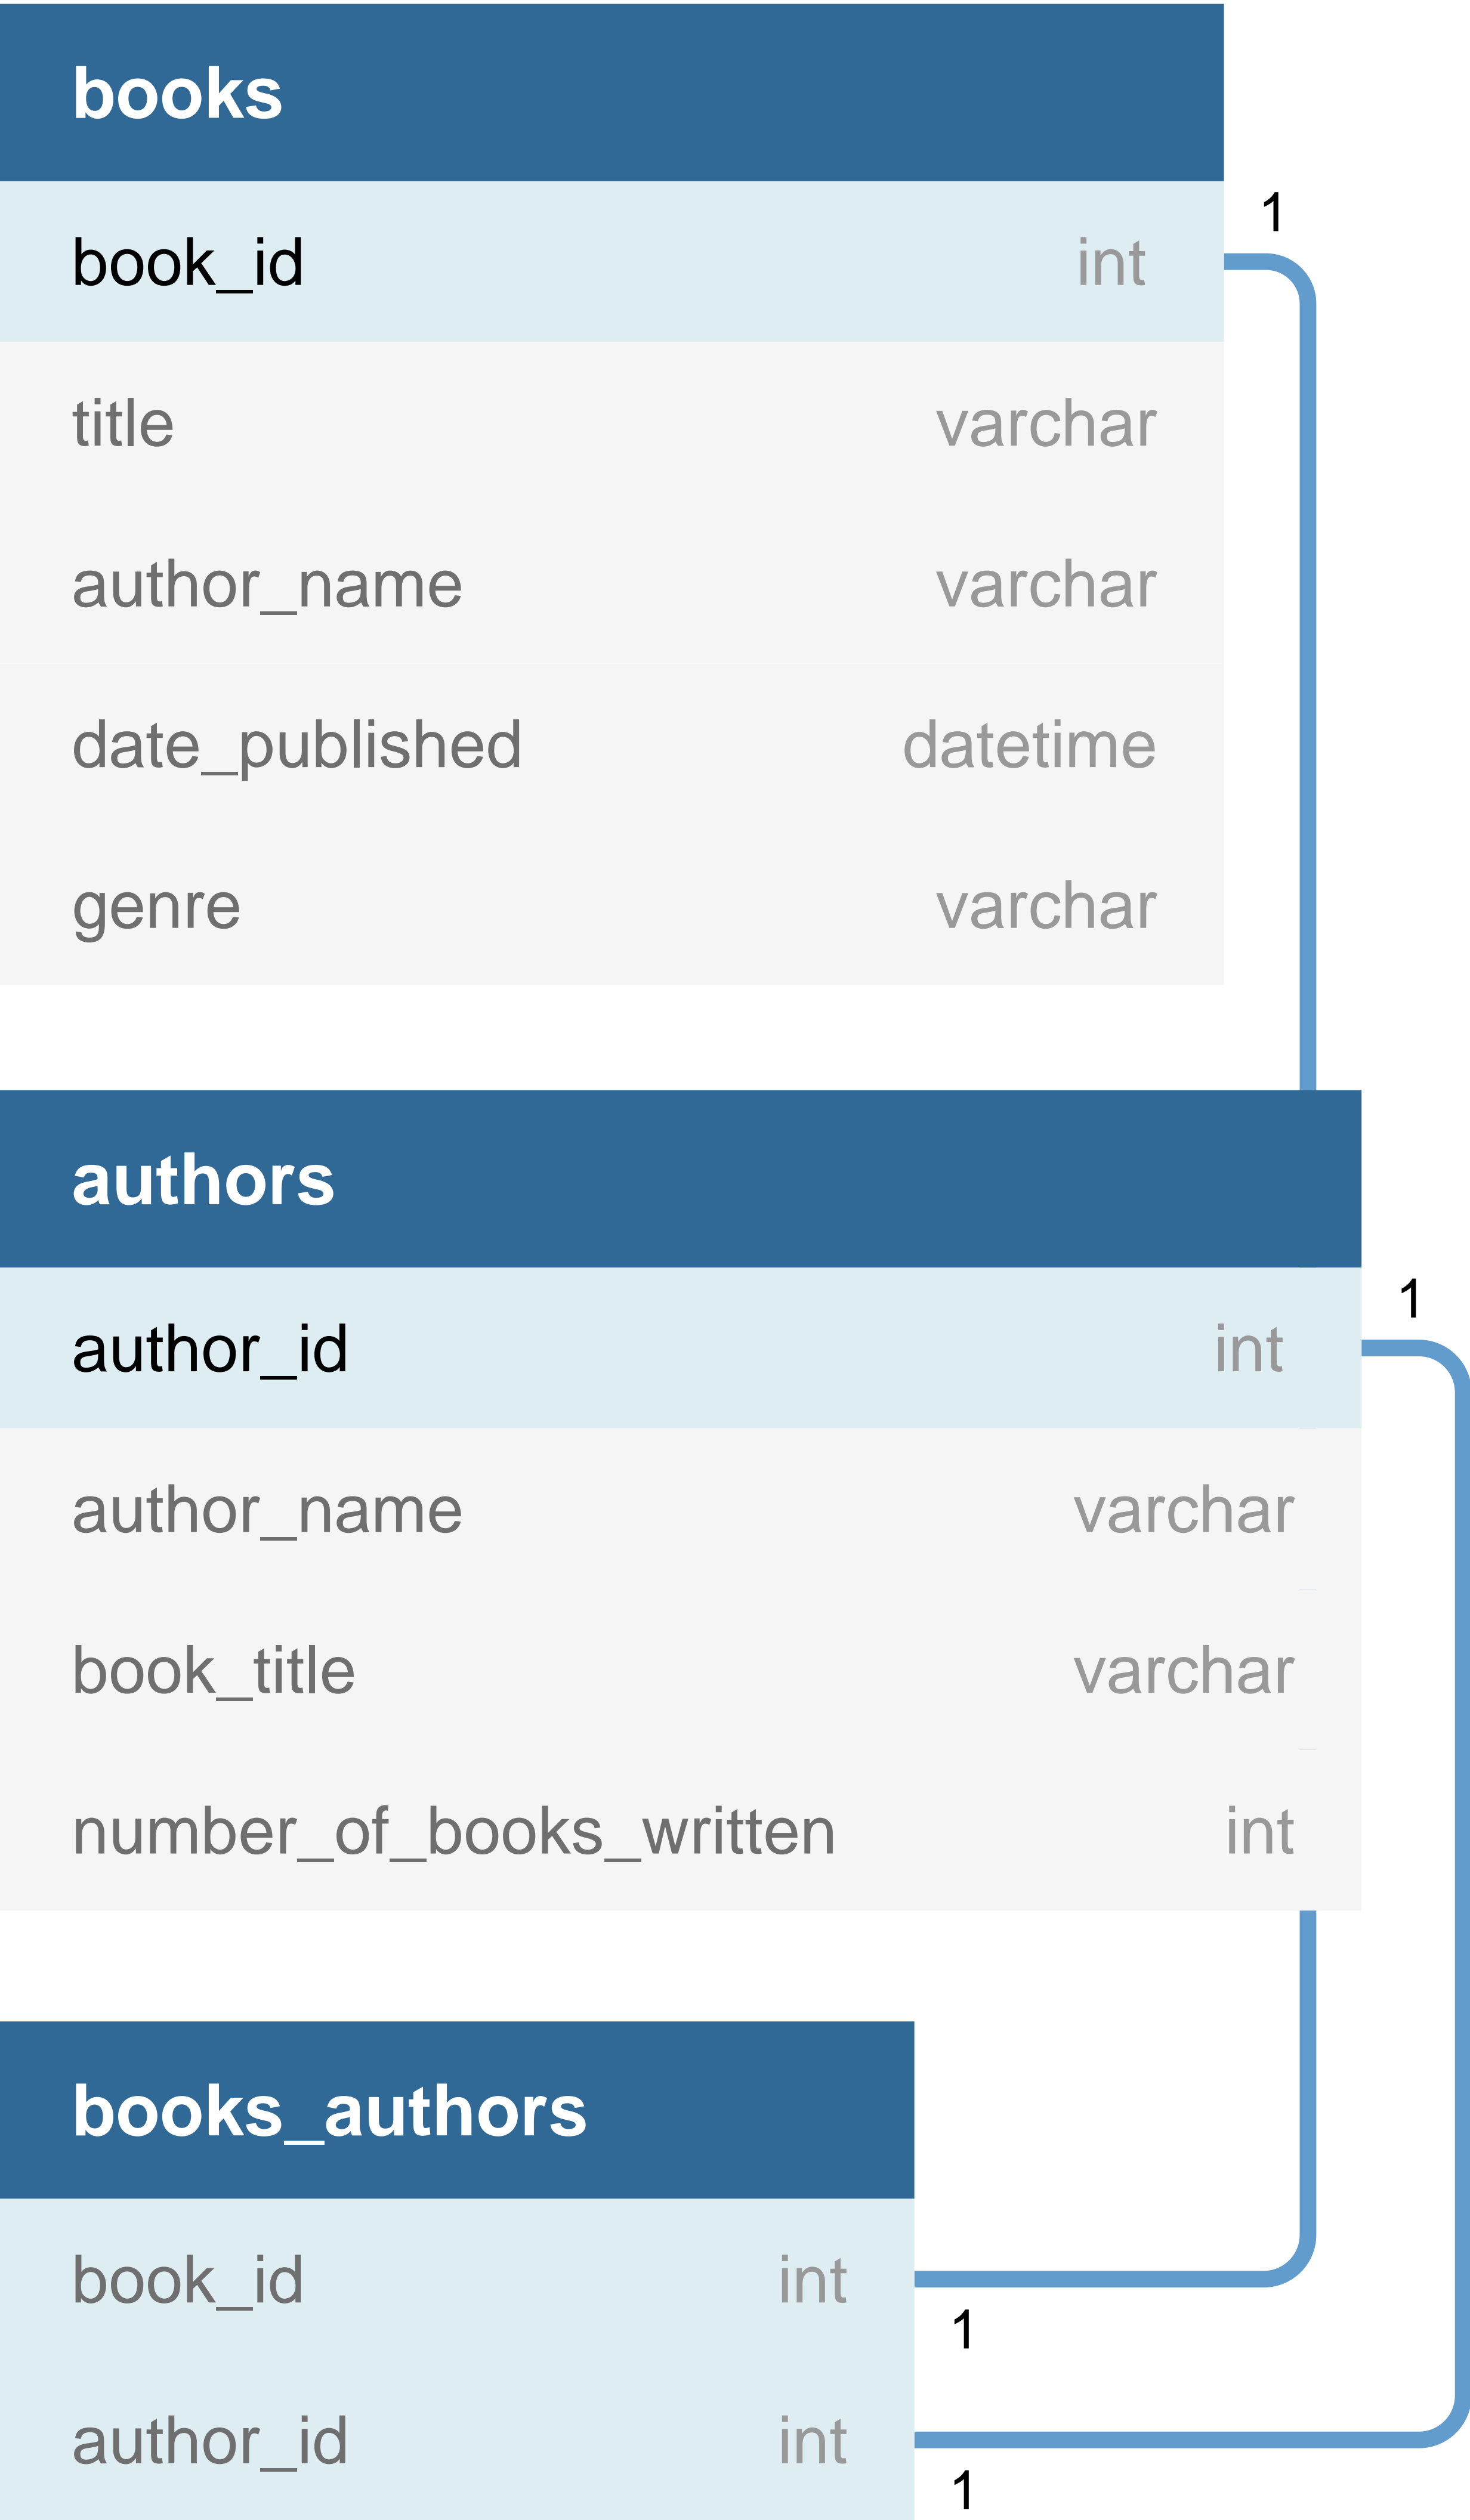 books
book_id int
1
title varchar
author_name varchar
date_published datetime
genre varchar
authors
author_id int
1
author_name varchar
book_title varchar
number_of_books_written int
books_authors
book_id int
1
author_id int
1